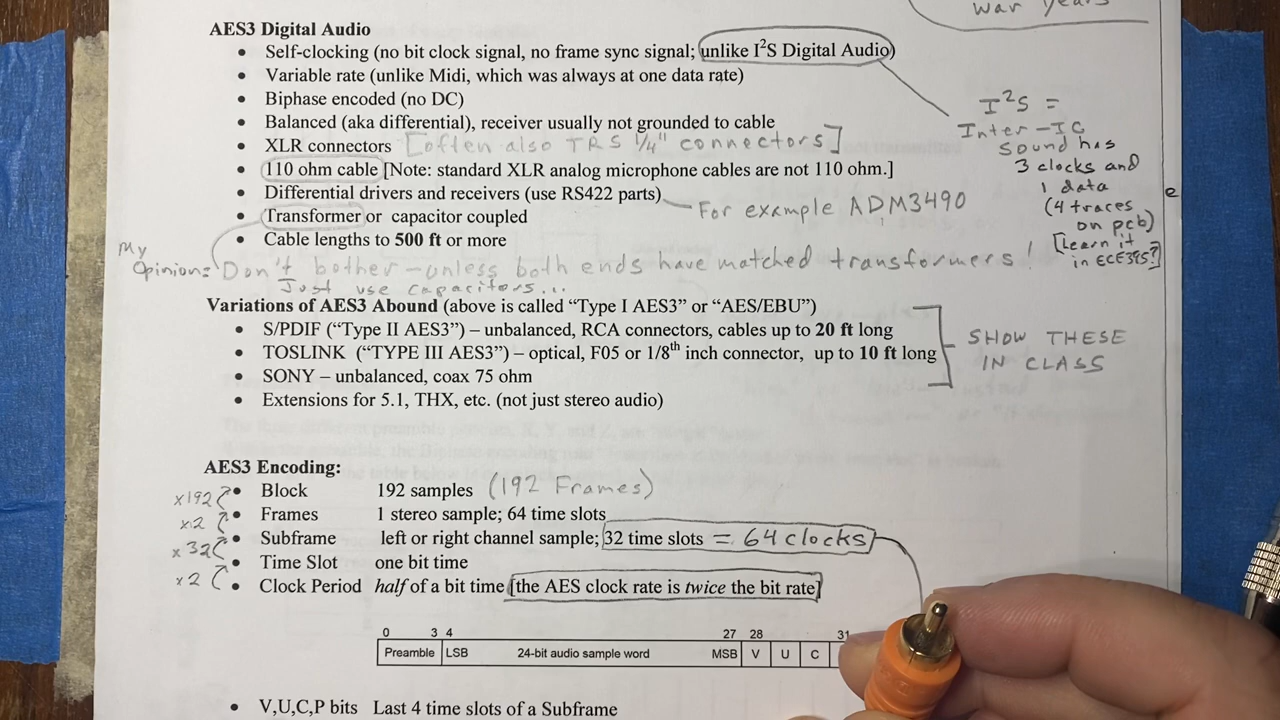 war years
AES3 Digital Audio
• Self-clocking (no bit clock signal, no frame sync signal; unlike I²S Digital Audio)
• Variable rate (unlike Midi, which was always at one data rate)
• Biphase encoded (no DC)
• Balanced (aka differential), receiver usually not grounded to cable
• XLR connectors [often also TRS 1/4" connectors]
• 110 ohm cable [Note: standard XLR analog microphone cables are not 110 ohm.]
• Differential drivers and receivers (use RS422 parts) For example ADM3490
• Transformer or capacitor coupled
• Cable lengths to 500 ft or more
I²S =
Inter-IC
Sound has
3 clocks and
1 data
(4 traces
on pcb)
[Learn it
in ECE395?]
e
My
Opinion: Don't bother - unless both ends have matched transformers!
Just use capacitors...
Variations of AES3 Abound (above is called “Type I AES3” or “AES/EBU”)
• S/PDIF (“Type II AES3”) – unbalanced, RCA connectors, cables up to 20 ft long
• TOSLINK (“TYPE III AES3”) – optical, F05 or 1/8th inch connector, up to 10 ft long
• SONY – unbalanced, coax 75 ohm
• Extensions for 5.1, THX, etc. (not just stereo audio)
SHOW THESE
IN CLASS
AES3 Encoding:
• Block 192 samples (192 Frames)
x192
• Frames 1 stereo sample; 64 time slots
x2
• Subframe left or right channel sample; 32 time slots = 64 clocks
x32
• Time Slot one bit time
x2
• Clock Period half of a bit time [the AES clock rate is twice the bit rate]
0 3 4 27 28 31
Preamble LSB 24-bit audio sample word MSB V U C
• V,U,C,P bits Last 4 time slots of a Subframe